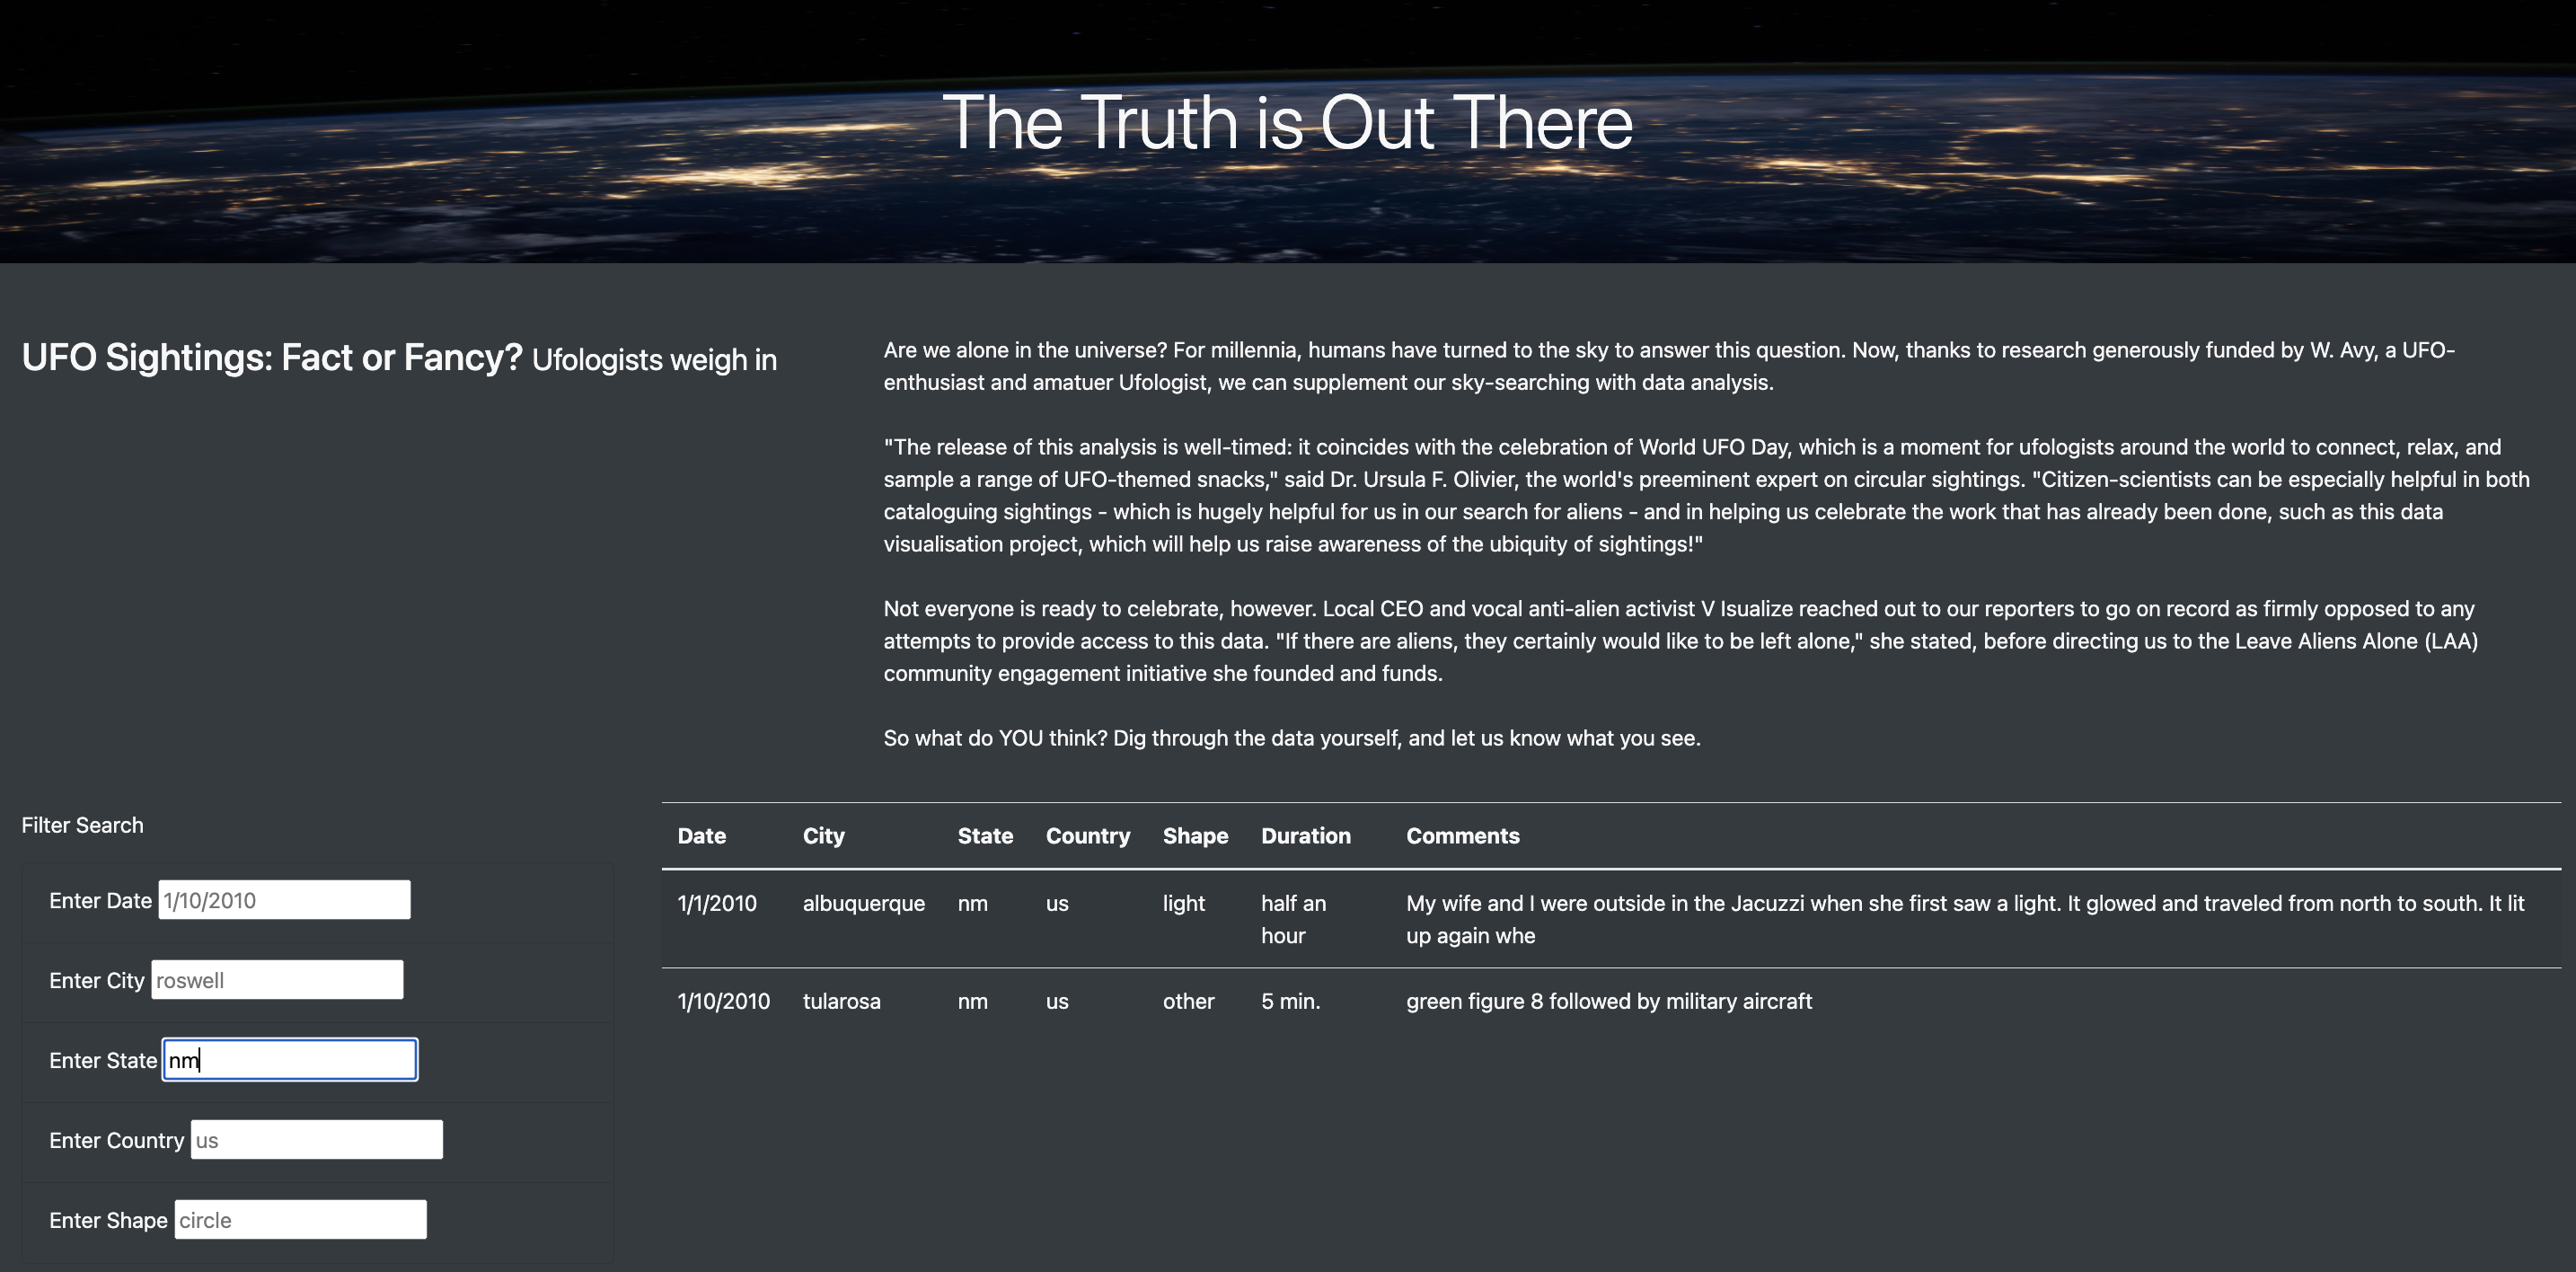 The Truth is Out There
UFO Sightings: Fact or Fancy? Ufologists weigh in
Are we alone in the universe? For millennia, humans have turned to the sky to answer this question. Now, thanks to research generously funded by W. Avy, a UFO-
enthusiast and amatuer Ufologist, we can supplement our sky-searching with data analysis.
"The release of this analysis is well-timed: it coincides with the celebration of World UFO Day, which is a moment for ufologists around the world to connect, relax, and
sample a range of UFO-themed snacks," said Dr. Ursula F. Olivier, the world's preeminent expert on circular sightings. "Citizen-scientists can be especially helpful in both
cataloguing sightings - which is hugely helpful for us in our search for aliens - and in helping us celebrate the work that has already been done, such as this data
visualisation project, which will help us raise awareness of the ubiquity of sightings!"
Not everyone is ready to celebrate, however. Local CEO and vocal anti-alien activist V Isualize reached out to our reporters to go on record as firmly opposed to any
attempts to provide access to this data. "If there are aliens, they certainly would like to be left alone," she stated, before directing us to the Leave Aliens Alone (LAA)
community engagement initiative she founded and funds.
So what do YOU think? Dig through the data yourself, and let us know what you see.
Filter Search
Enter Date 1/10/2010
Enter City roswell
Enter State nm
Enter Country us
Enter Shape circle
Date City State Country Shape Duration Comments
1/1/2010 albuquerque nm us light half an My wife and I were outside in the Jacuzzi when she first saw a light. It glowed and traveled from north to south. It lit
hour up again whe
1/10/2010 tularosa nm us other 5 min. green figure 8 followed by military aircraft